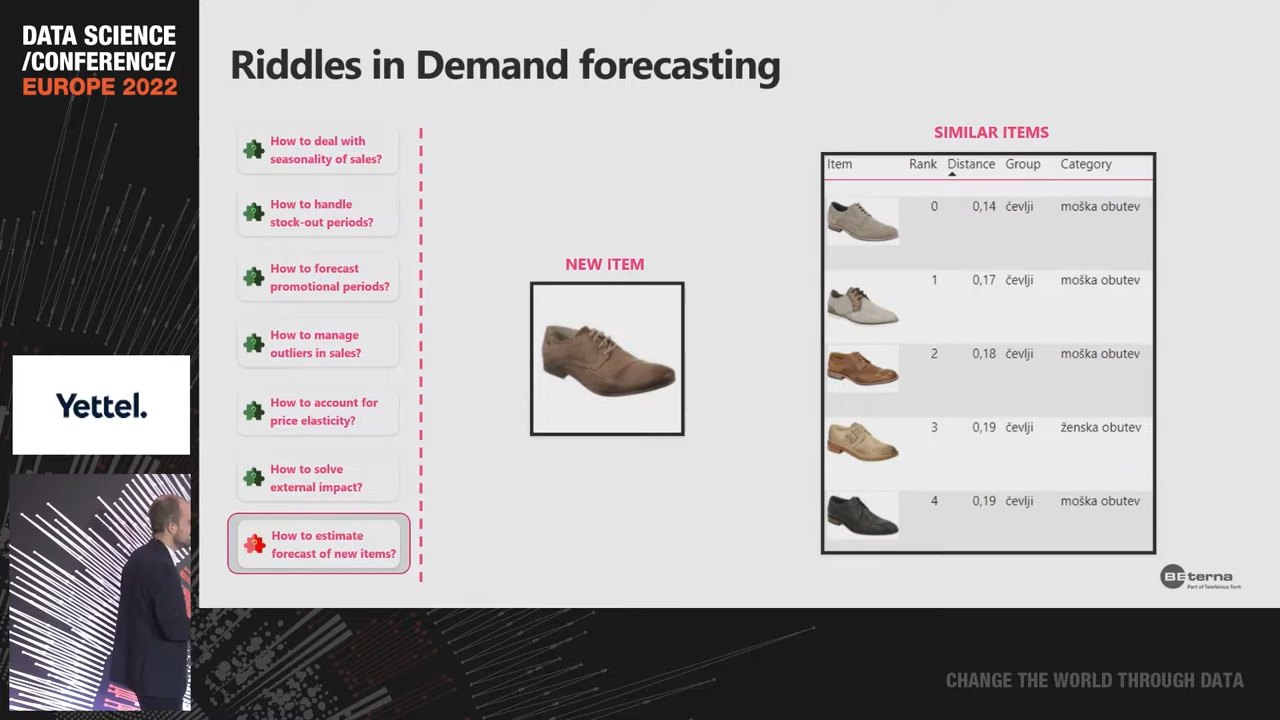 DATA SCIENCE
/CONFERENCE/
EUROPE 2022
Riddles in Demand forecasting
How to deal with
seasonality of sales?
How to handle
stock-out periods?
How to forecast
promotional periods?
How to manage
outliers in sales?
How to account for
price elasticity?
How to solve
external impact?
How to estimate
forecast of new items?
NEW ITEM
SIMILAR ITEMS
Item Rank Distance Group Category
0 0,14 čevlji moška obutev
1 0,17 čevlji moška obutev
2 0,18 čevlji moška obutev
3 0,19 čevlji ženska obutev
4 0,19 čevlji moška obutev
BEterna
Part of Telefónica Tech
Yettel.
CHANGE THE WORLD THROUGH DATA